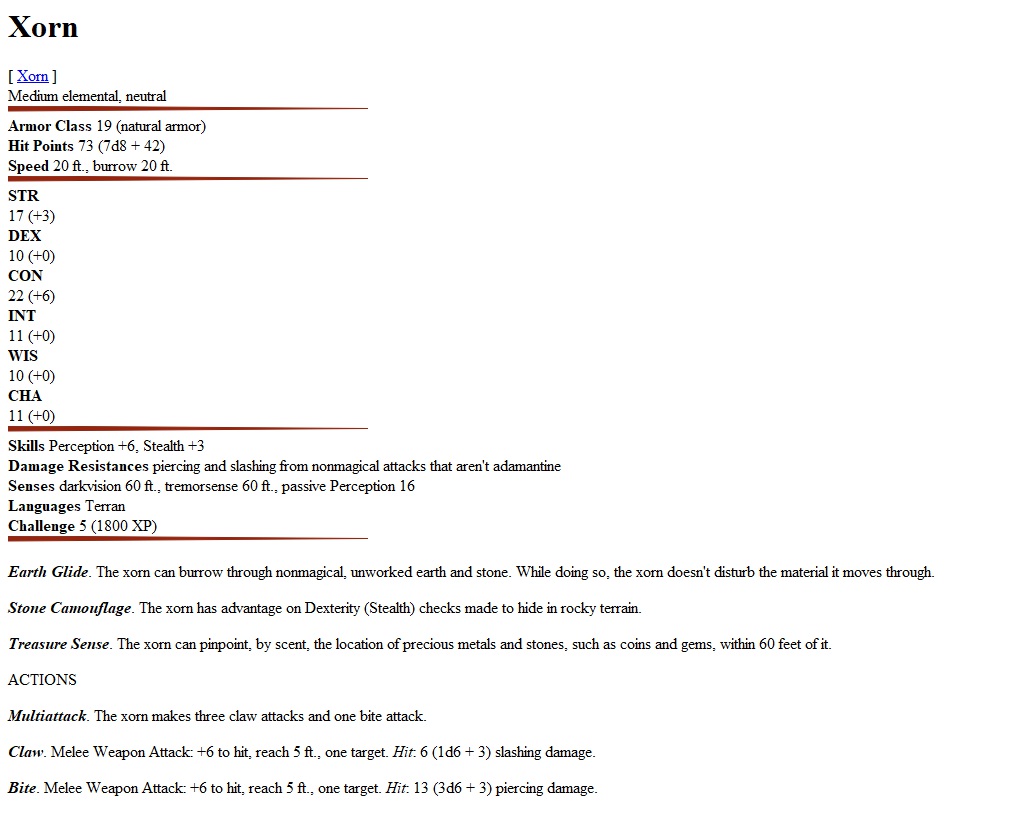 Xorn
[ Xorn ]
Medium elemental, neutral
Armor Class 19 (natural armor)
Hit Points 73 (7d8 + 42)
Speed 20 ft., burrow 20 ft.
STR
17 (+3)
DEX
10 (+0)
CON
22 (+6)
INT
11 (+0)
WIS
10 (+0)
CHA
11 (+0)
Skills Perception +6, Stealth +3
Damage Resistances piercing and slashing from nonmagical attacks that aren't adamantine
Senses darkvision 60 ft., tremorsense 60 ft., passive Perception 16
Languages Terran
Challenge 5 (1800 XP)
Earth Glide. The xorn can burrow through nonmagical, unworked earth and stone. While doing so, the xorn doesn't disturb the material it moves through.
Stone Camouflage. The xorn has advantage on Dexterity (Stealth) checks made to hide in rocky terrain.
Treasure Sense. The xorn can pinpoint, by scent, the location of precious metals and stones, such as coins and gems, within 60 feet of it.
ACTIONS
Multiattack. The xorn makes three claw attacks and one bite attack.
Claw. Melee Weapon Attack: +6 to hit, reach 5 ft., one target. Hit: 6 (1d6 + 3) slashing damage.
Bite. Melee Weapon Attack: +6 to hit, reach 5 ft., one target. Hit: 13 (3d6 + 3) piercing damage.